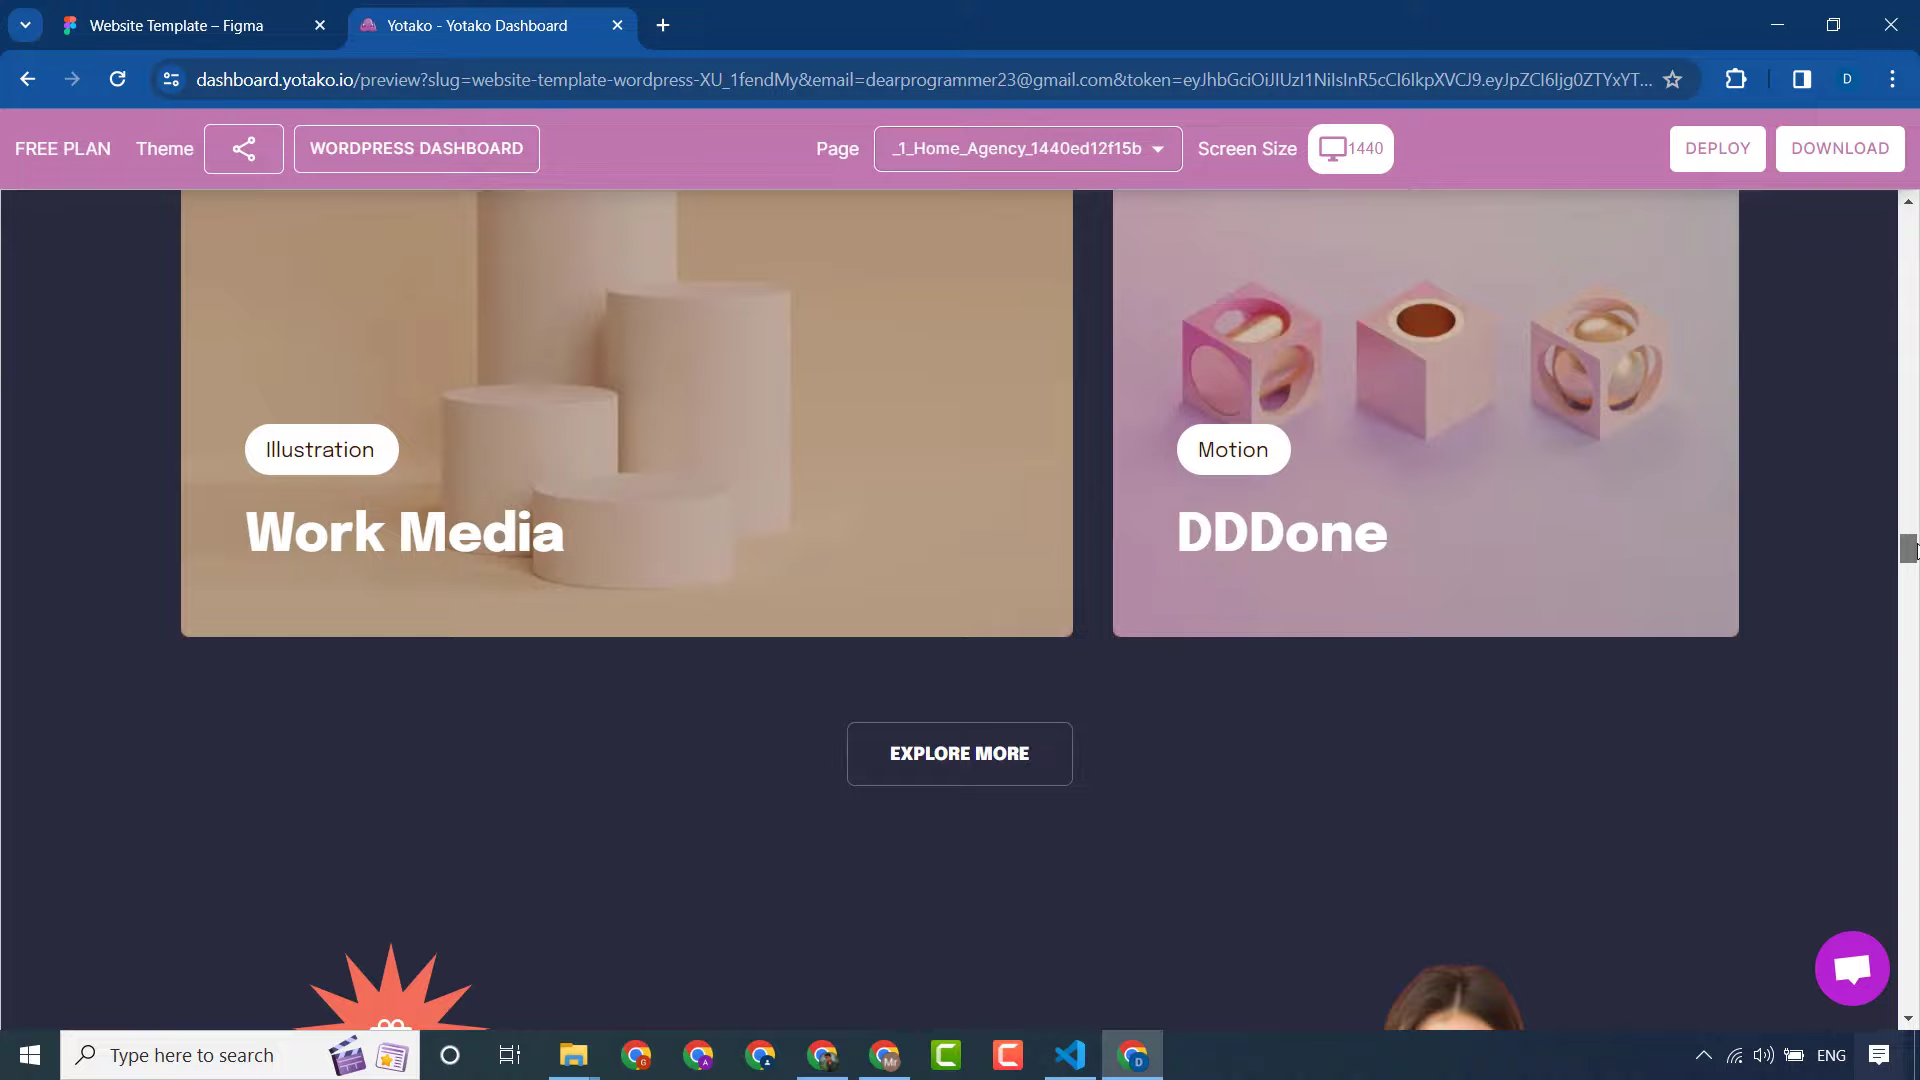 Website Template – Figma
Yotako - Yotako Dashboard
dashboard.yotako.io/preview?slug=website-template-wordpress-XU_1fendMy&email=dearprogrammer23@gmail.com&token=eyJhbGciOiJIUzI1NiIsInR5cCI6IkpXVCJ9.eyJpZCI6Ijg0ZTYxYT...
D
FREE PLAN
Theme
WORDPRESS DASHBOARD
Page
_1_Home_Agency_1440ed12f15b
Screen Size
1440
DEPLOY
DOWNLOAD
Illustration
Work Media
Motion
DDDone
EXPLORE MORE
Type here to search
ENG